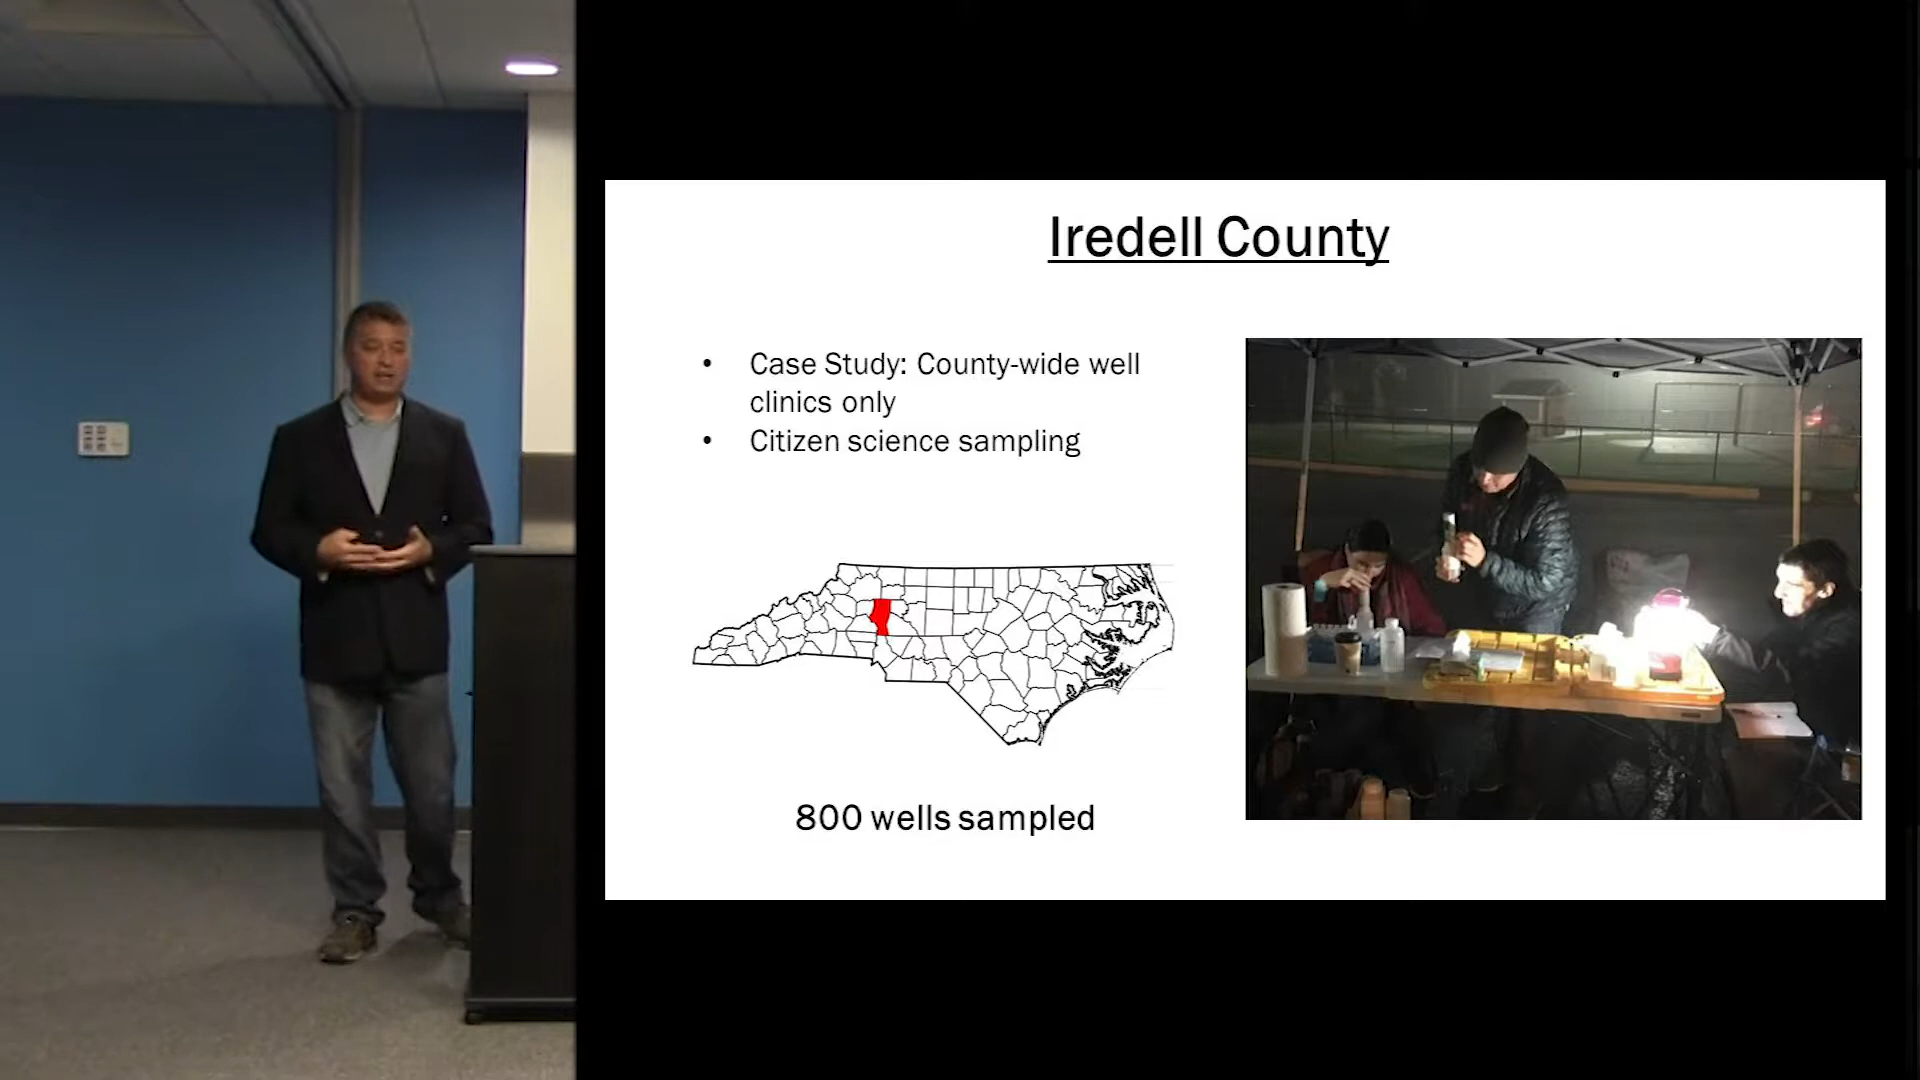 Iredell County
• Case Study: County-wide well
clinics only
• Citizen science sampling
800 wells sampled